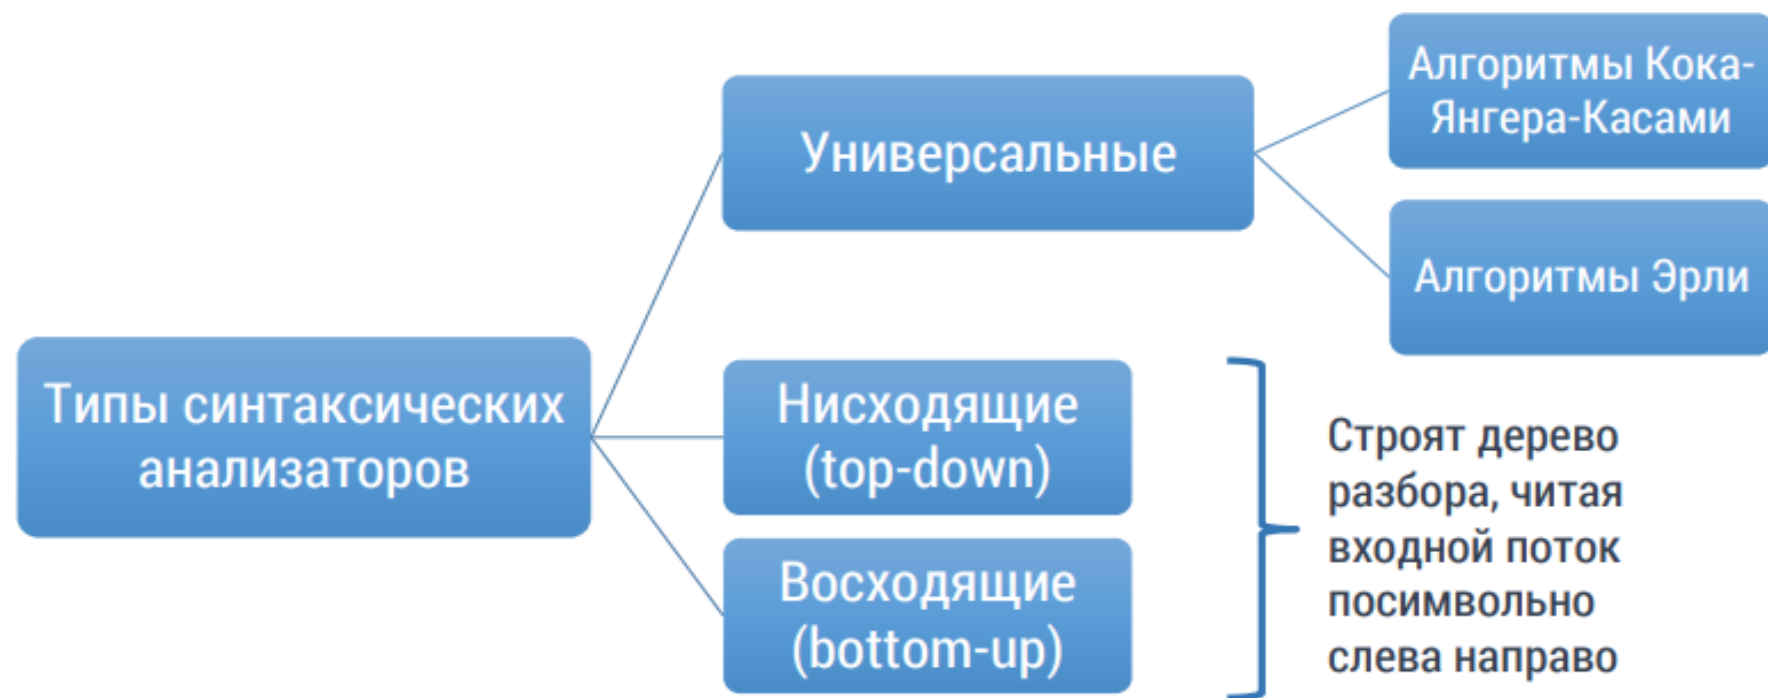 Типы синтаксических
анализаторов
Универсальные
Алгоритмы Кока-
Янгера-Касами
Алгоритмы Эрли
Нисходящие
(top-down)
Восходящие
(bottom-up)
Строят дерево
разбора, читая
входной поток
посимвольно
слева направо